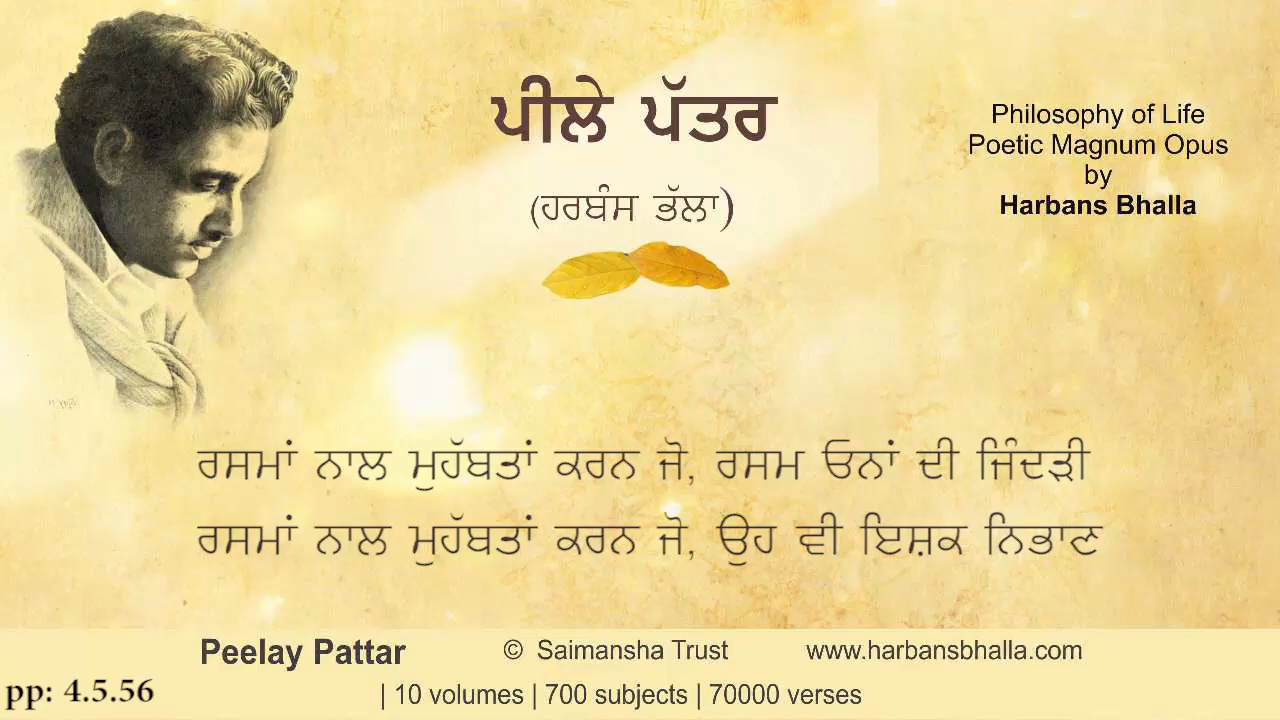 ਪੀਲੇ ਪੱਤਰ
(ਹਰਬੰਸ ਭੱਲਾ)
Philosophy of Life
Poetic Magnum Opus
by
Harbans Bhalla
ਰਸਮਾਂ ਨਾਲ ਮੁਹੱਬਤਾਂ ਕਰਨ ਜੋ, ਰਸਮ ਓਨਾਂ ਦੀ ਜਿੰਦੜੀ
ਰਸਮਾਂ ਨਾਲ ਮੁਹੱਬਤਾਂ ਕਰਨ ਜੋ, ਉਹ ਵੀ ਇਸ਼ਕ ਨਿਭਾਣ
Peelay Pattar © Saimansha Trust www.harbansbhalla.com
pp: 4.5.56 | 10 volumes | 700 subjects | 70000 verses